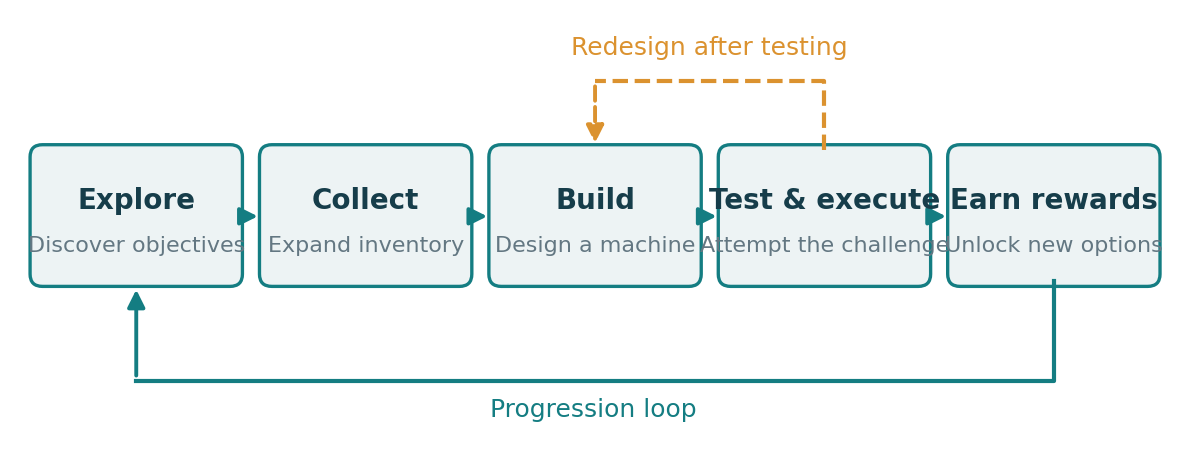 Redesign after testing
Explore
Discover objectives
Collect
Expand inventory
Build
Design a machine
Test & execute
Attempt the challenge
Earn rewards
Unlock new options
Progression loop